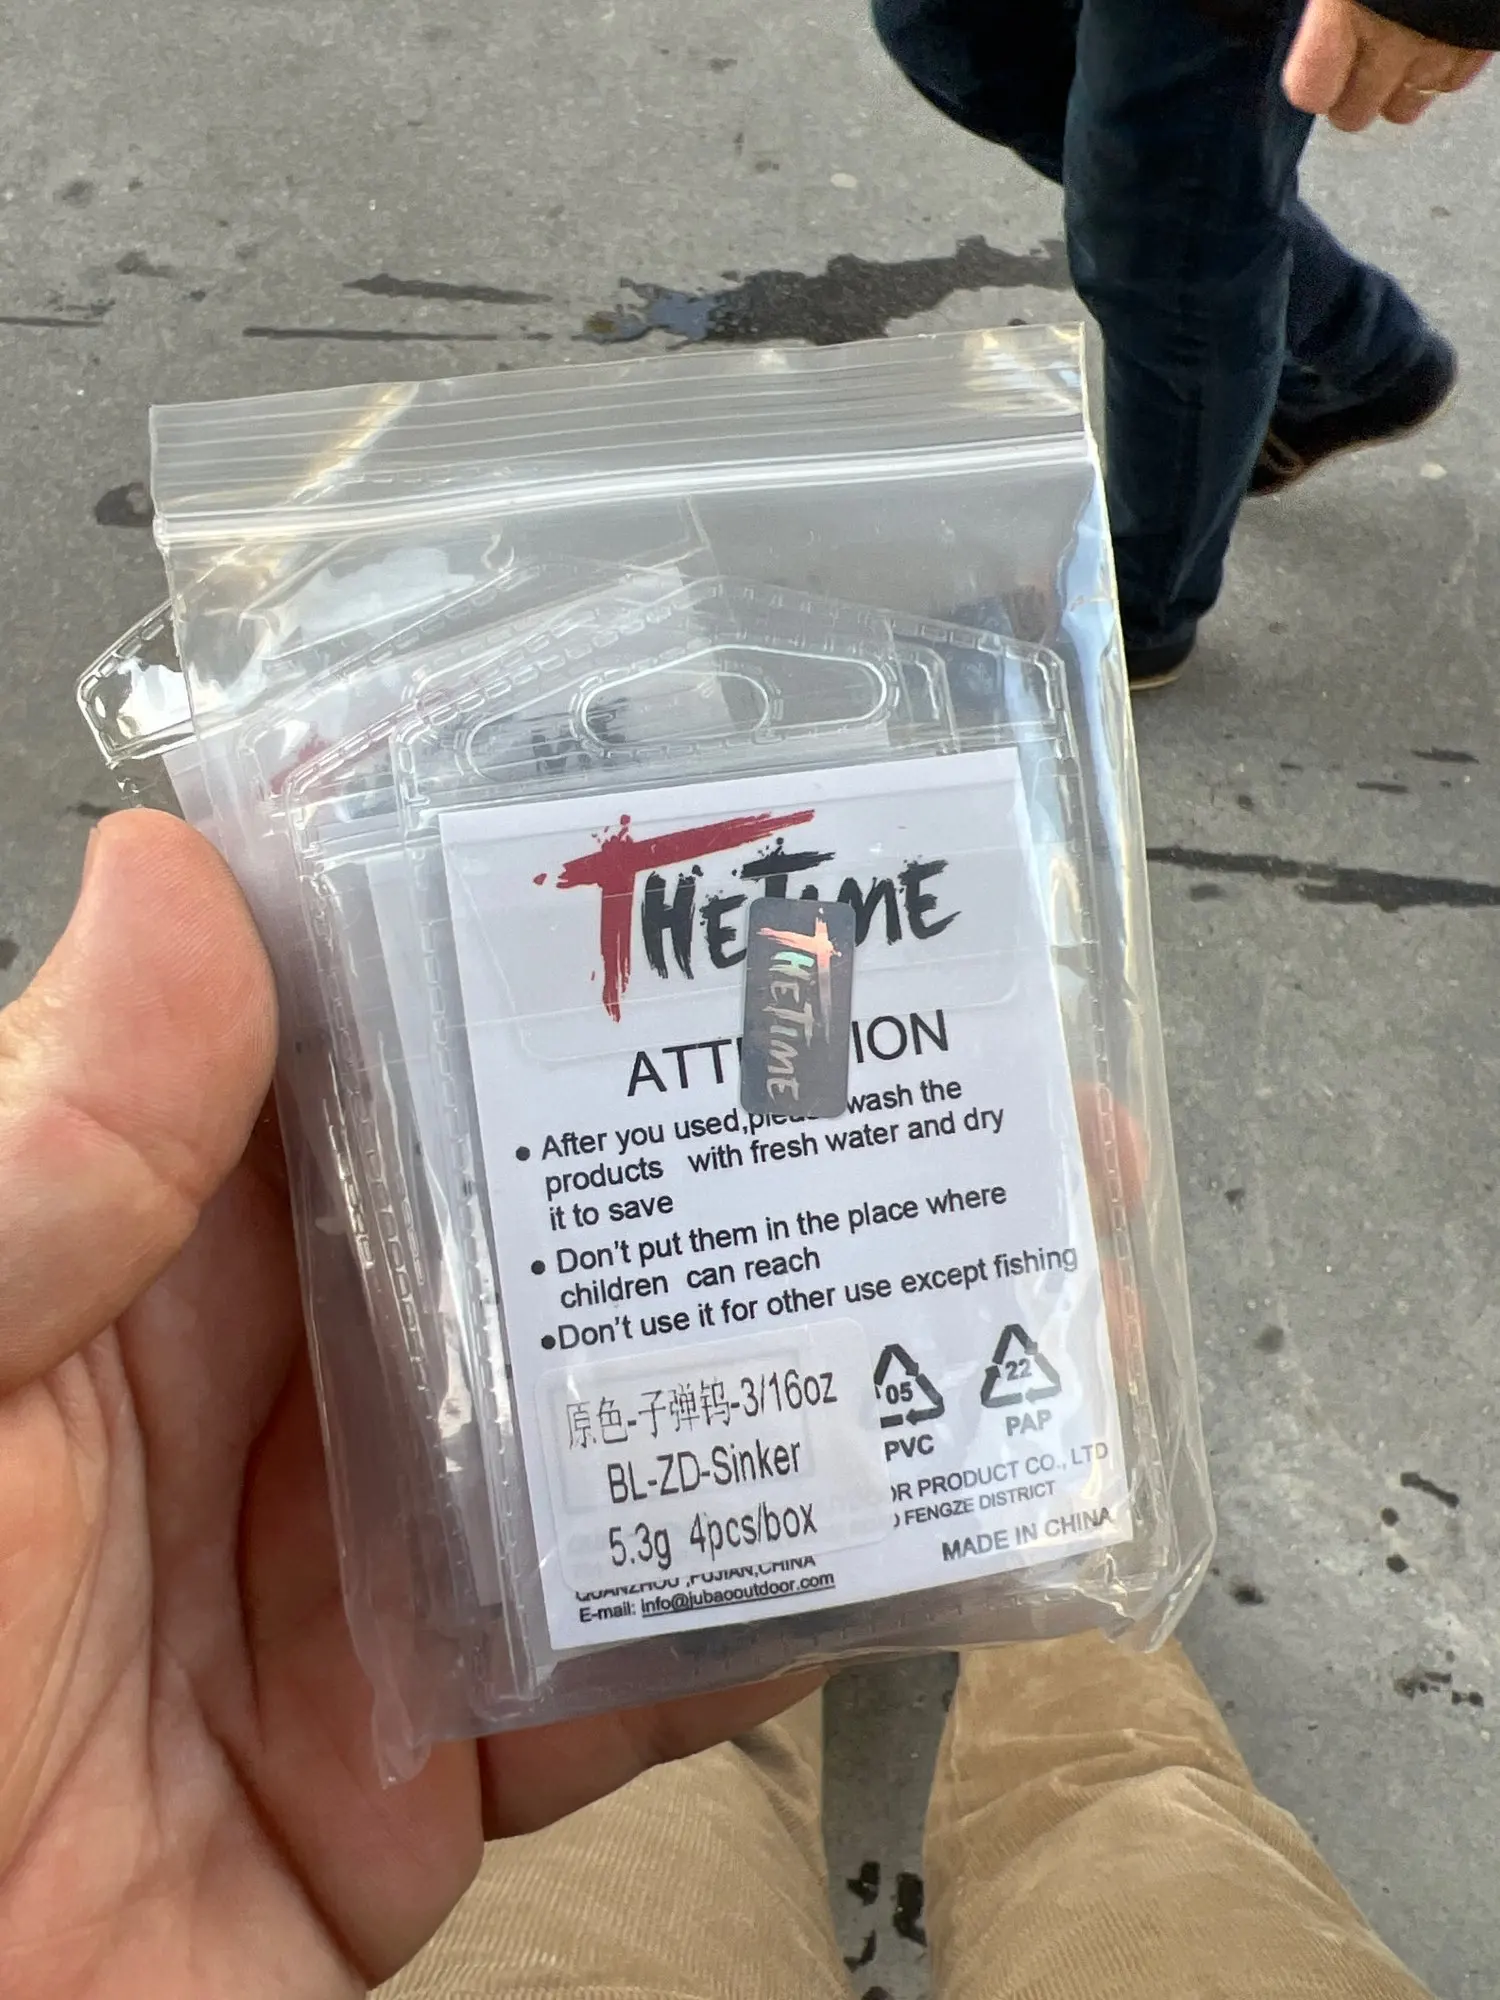 THETIME
THETIME
ATT ION
• After you used,please wash the
products with fresh water and dry
it to save
• Don't put them in the place where
children can reach
•Don't use it for other use except fishing
原色-子弹钨-3/16oz
BL-ZD-Sinker
5.3g 4pcs/box
05
PVC
22
PAP
OR PRODUCT CO., LTD
FENGZE DISTRICT
MADE IN CHINA
QUANZHOU ,FUJIAN,CHINA
E-mail: info@jubaooutdoor.com